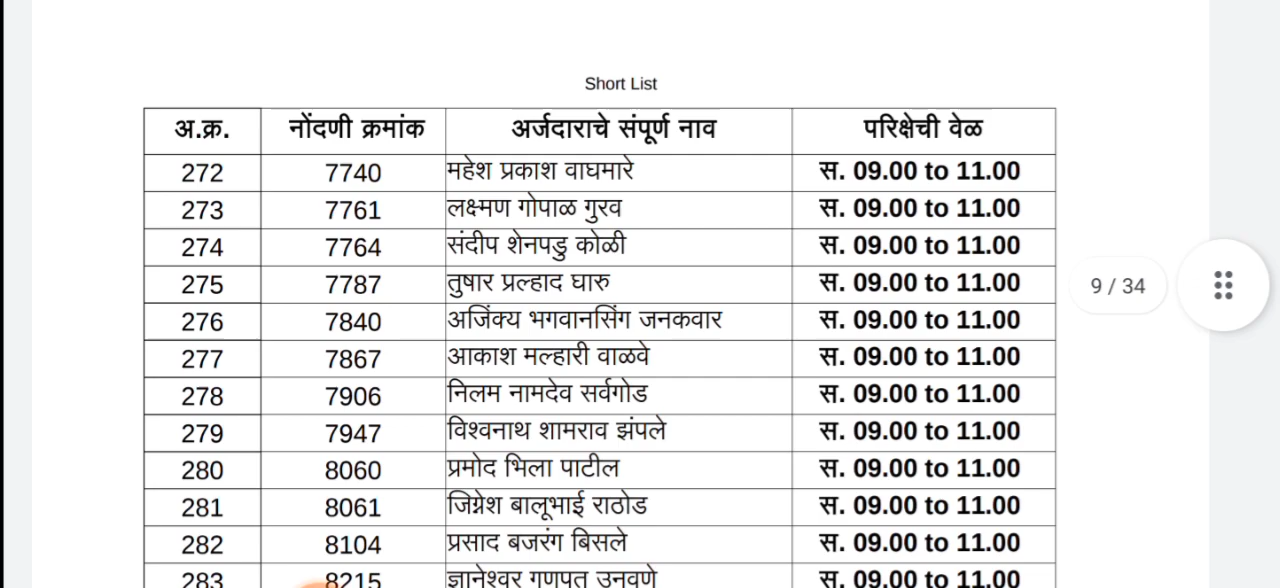 Short List
अ.क्र. नोंदणी क्रमांक अर्जदाराचे संपूर्ण नाव परिक्षेची वेळ
272 7740 महेश प्रकाश वाघमारे स. 09.00 to 11.00
273 7761 लक्ष्मण गोपाळ गुरव स. 09.00 to 11.00
274 7764 संदीप शेनपडु कोळी स. 09.00 to 11.00
275 7787 तुषार प्रल्हाद घारु स. 09.00 to 11.00
276 7840 अजिंक्य भगवानसिंग जनकवार स. 09.00 to 11.00
277 7867 आकाश मल्हारी वाळवे स. 09.00 to 11.00
278 7906 निलम नामदेव सर्वगोड स. 09.00 to 11.00
279 7947 विश्वनाथ शामराव झंपले स. 09.00 to 11.00
280 8060 प्रमोद भिला पाटील स. 09.00 to 11.00
281 8061 जिग्नेश बालूभाई राठोड स. 09.00 to 11.00
282 8104 प्रसाद बजरंग बिसले स. 09.00 to 11.00
283 8215 ज्ञानेश्वर गणपत उनवणे स. 09.00 to 11.00
9 / 34